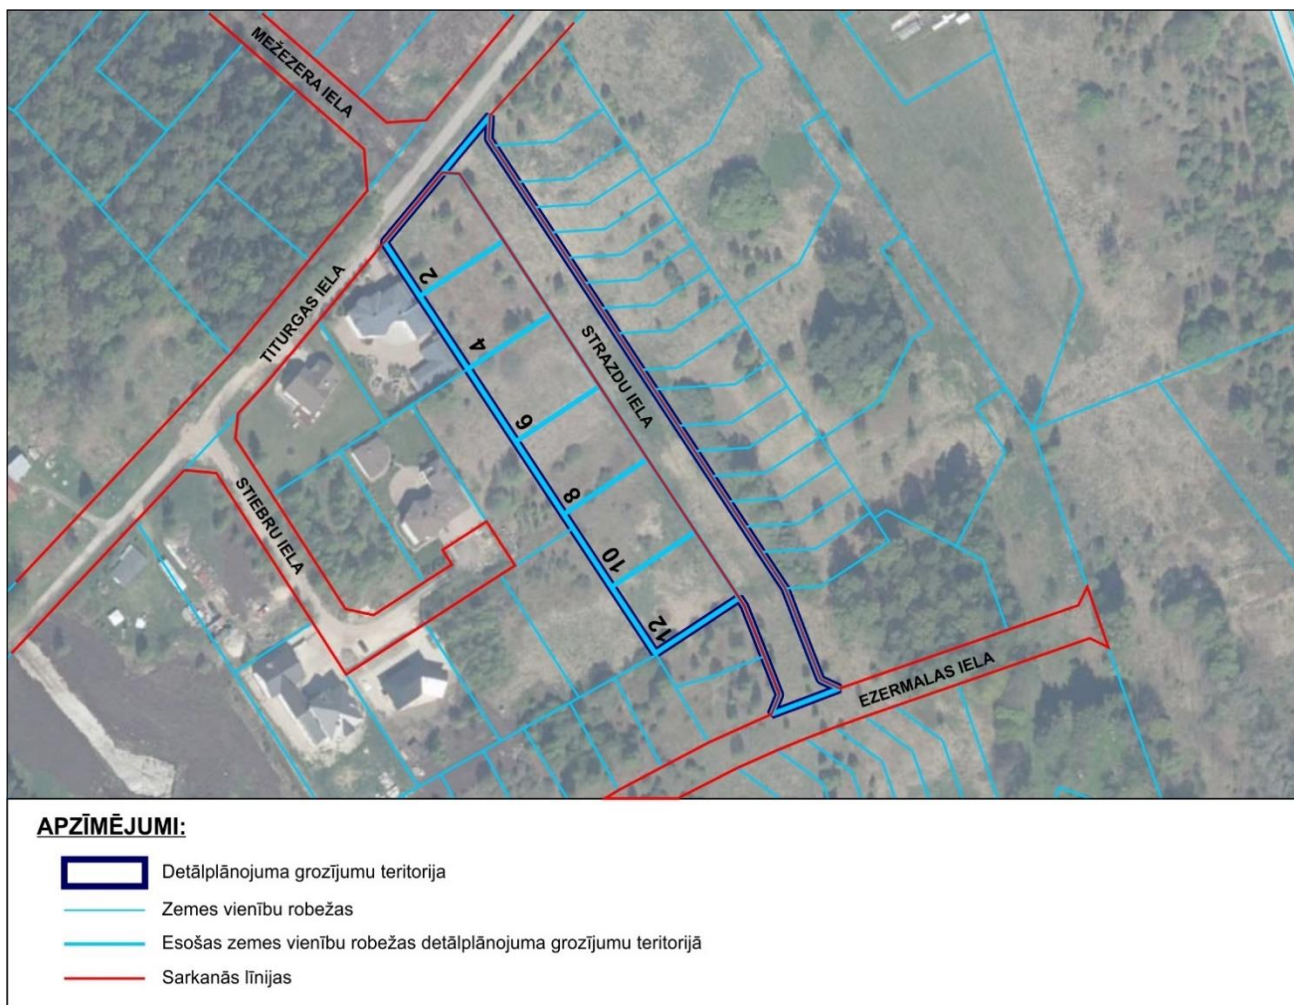 MEŽEZERA IELA
TITURGAS IELA
STRAZDU IELA
STIEBRU IELA
EZERMALAS IELA
2
4
6
8
10
12
APZĪMĒJUMI:
Detālplānojuma grozījumu teritorija
Zemes vienību robežas
Esošas zemes vienību robežas detālplānojuma grozījumu teritorijā
Sarkanās līnijas